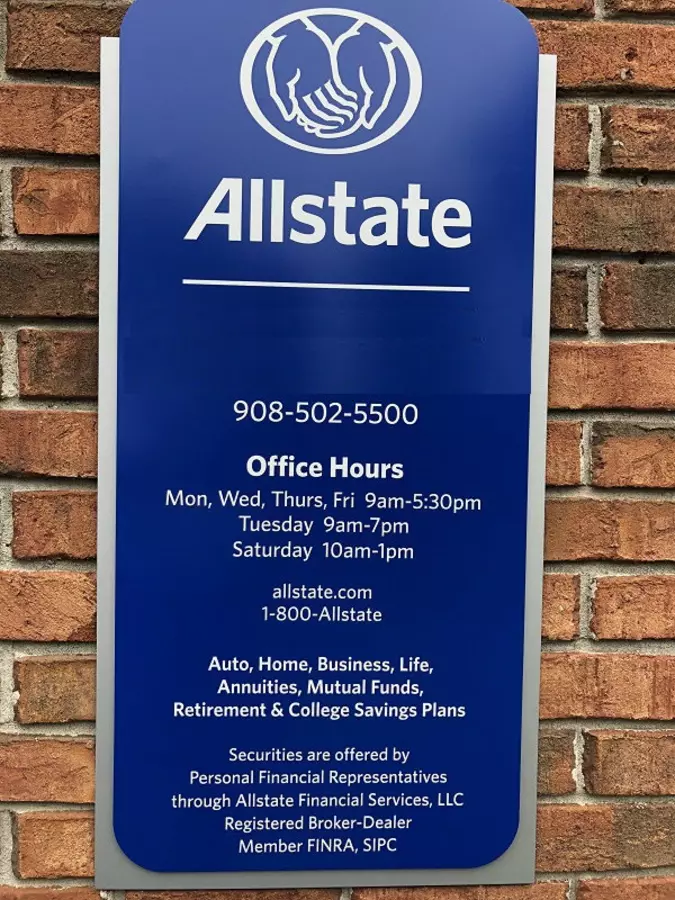 Allstate
908-502-5500
Office Hours
Mon, Wed, Thurs, Fri 9am-5:30pm
Tuesday 9am-7pm
Saturday 10am-1pm
allstate.com
1-800-Allstate
Auto, Home, Business, Life,
Annuities, Mutual Funds,
Retirement & College Savings Plans
Securities are offered by
Personal Financial Representatives
through Allstate Financial Services, LLC
Registered Broker-Dealer
Member FINRA, SIPC